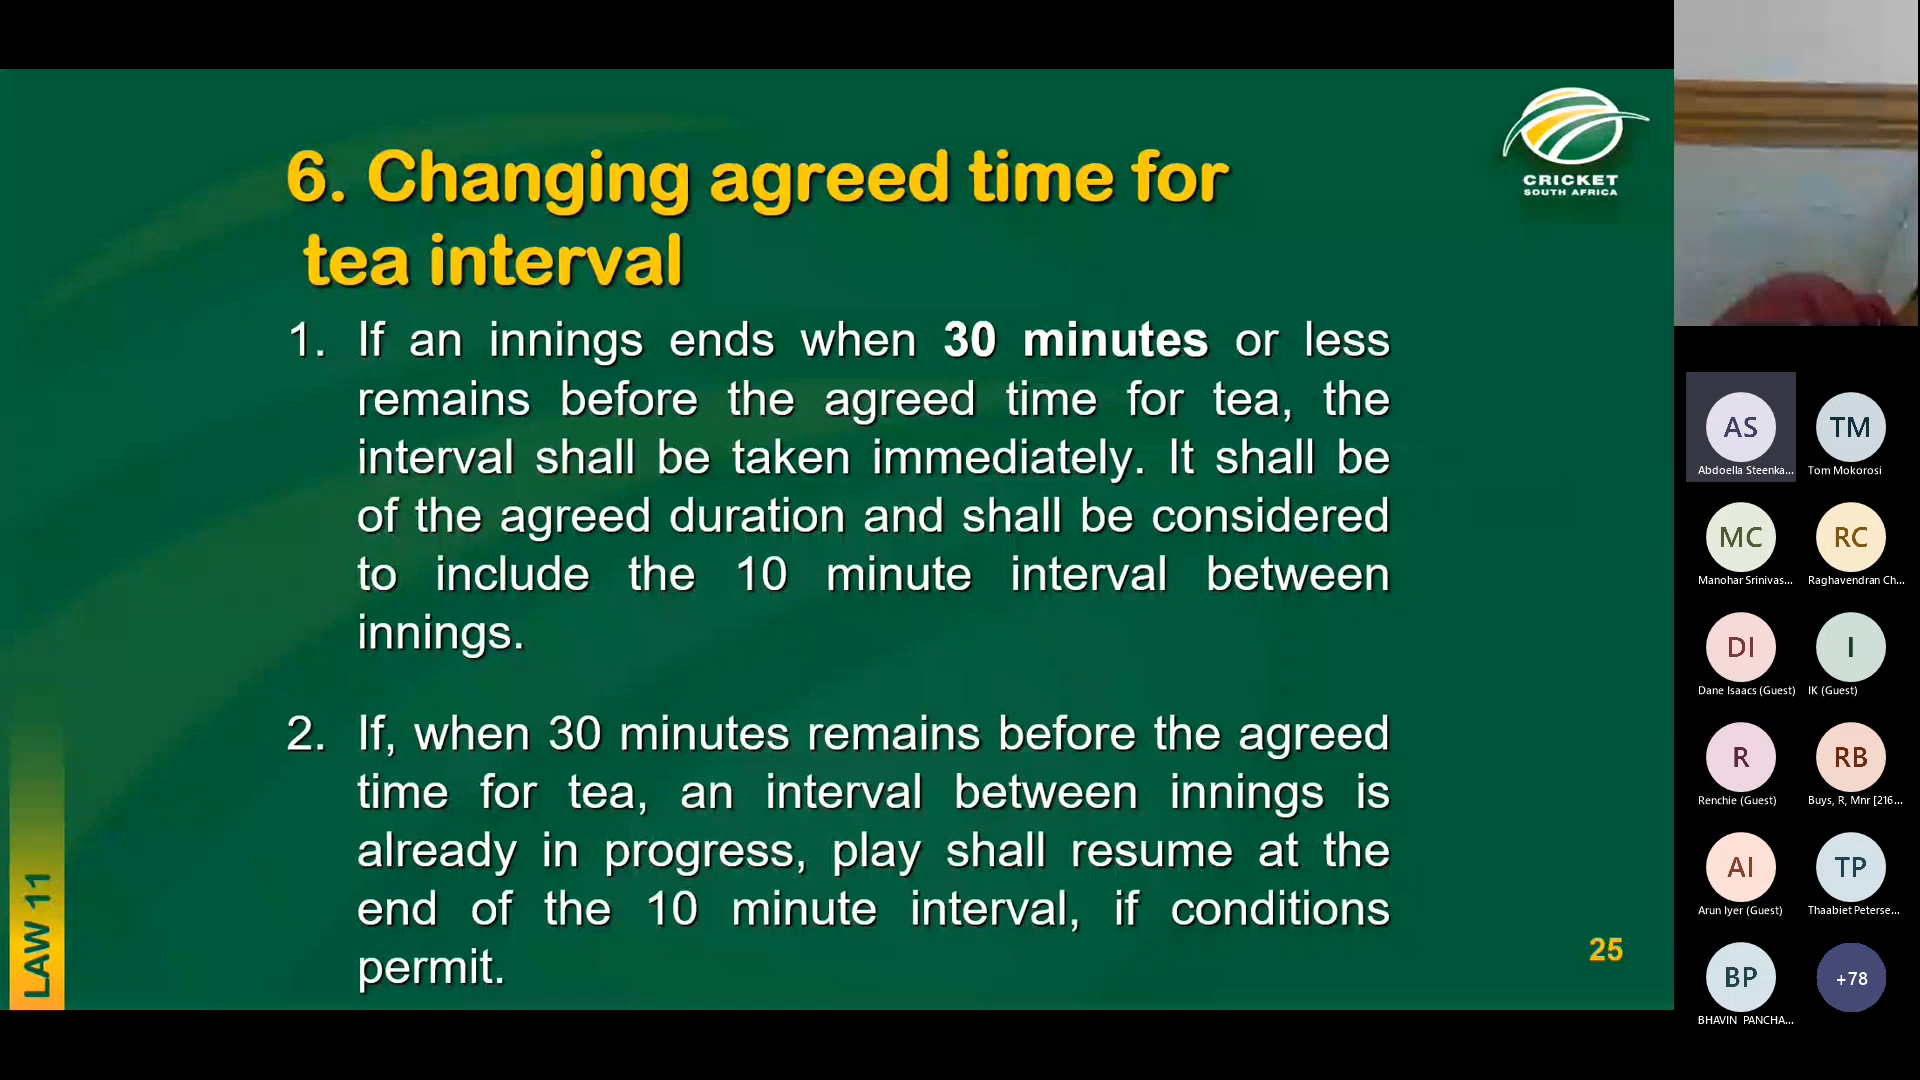 6. Changing agreed time for
tea interval
CRICKET
SOUTH AFRICA
1. If an innings ends when 30 minutes or less
remains before the agreed time for tea, the
interval shall be taken immediately. It shall be
of the agreed duration and shall be considered
to include the 10 minute interval between
innings.
2. If, when 30 minutes remains before the agreed
time for tea, an interval between innings is
already in progress, play shall resume at the
end of the 10 minute interval, if conditions
permit.
LAW 11
25
AS
TM
Abdoella Steenka...
Tom Mokorosi
MC
RC
Manohar Srinivas...
Raghavendran Ch...
DI
I
Dane Isaacs (Guest)
IK (Guest)
R
RB
Renchie (Guest)
Buys, R, Mnr [216...
AI
TP
Arun Iyer (Guest)
Thaabiet Peterse...
BP
+78
BHAVIN PANCHA...